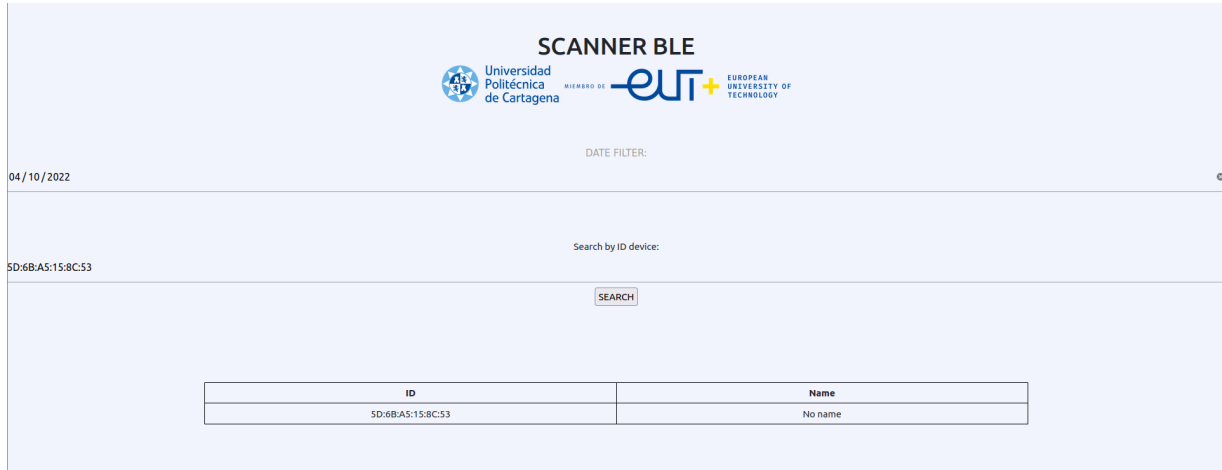 SCANNER BLE
Universidad
Politécnica
de Cartagena
MIEMBRO DE
eut+
EUROPEAN
UNIVERSITY OF
TECHNOLOGY
DATE FILTER:
04/10/2022
Search by ID device:
5D:6B:A5:15:8C:53
SEARCH
ID Name
5D:6B:A5:15:8C:53 No name